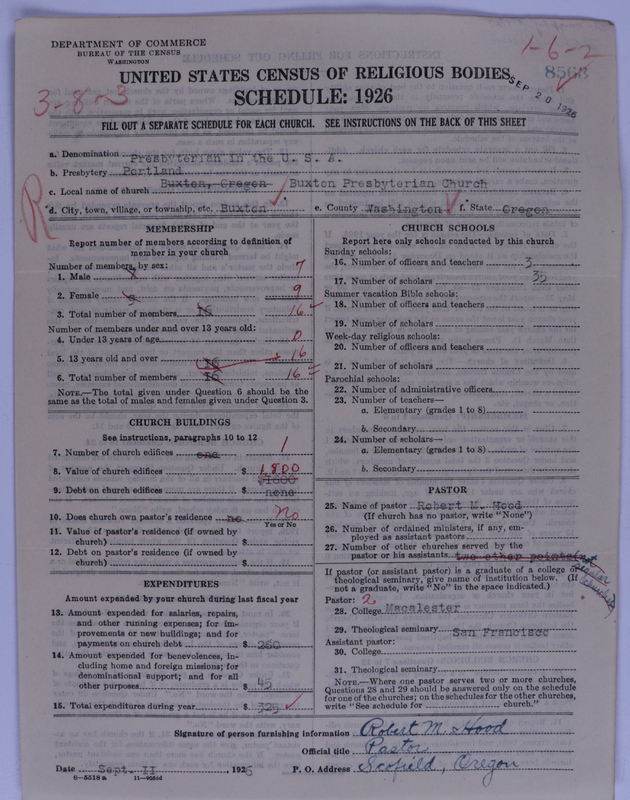 DEPARTMENT OF COMMERCE
BUREAU OF THE CENSUS
WASHINGTON
1-6-2
8568
SEP 20 1926
UNITED STATES CENSUS OF RELIGIOUS BODIES
3-8-3
SCHEDULE: 1926
FILL OUT A SEPARATE SCHEDULE FOR EACH CHURCH. SEE INSTRUCTIONS ON THE BACK OF THIS SHEET
a. Denomination Presbyterian in the U. S. A.
b. Presbytery Portland
c. Local name of church Buxton, Oregon Buxton Presbyterian Church
R
d. City, town, village, or township, etc. Buxton e. County Washington f. State Oregon
MEMBERSHIP
Report number of members according to definition of member in your church
Number of members, by sex:
1. Male 7
2. Female 9
3. Total number of members 16 16
Number of members under and over 13 years old:
4. Under 13 years of age 0
5. 13 years old and over 16 16
6. Total number of members 16 16
NOTE.—The total given under Question 6 should be the same as the total of males and females given under Question 3.
CHURCH BUILDINGS
See instructions, paragraphs 10 to 12
7. Number of church edifices one 1
8. Value of church edifices $ 1,800
$1800
9. Debt on church edifices $ none
10. Does church own pastor's residence no No
Yes or No
11. Value of pastor's residence (if owned by church) $
12. Debt on pastor's residence (if owned by church) $
EXPENDITURES
Amount expended by your church during last fiscal year
13. Amount expended for salaries, repairs, and other running expenses; for improvements or new buildings; and for payments on church debt $ 280
14. Amount expended for benevolences, including home and foreign missions; for denominational support; and for all other purposes $ 45
15. Total expenditures during year $ 325
CHURCH SCHOOLS
Report here only schools conducted by this church
Sunday schools:
16. Number of officers and teachers 3
17. Number of scholars 35
Summer vacation Bible schools:
18. Number of officers and teachers
19. Number of scholars
Week-day religious schools:
20. Number of officers and teachers
21. Number of scholars
Parochial schools:
22. Number of administrative officers
23. Number of teachers—
a. Elementary (grades 1 to 8)
b. Secondary
24. Number of scholars—
a. Elementary (grades 1 to 8)
b. Secondary
PASTOR
25. Name of pastor Robert M. Hood
(If church has no pastor, write "None")
26. Number of ordained ministers, if any, employed as assistant pastors
27. Number of other churches served by the pastor or his assistants two other points
If pastor (or assistant pastor) is a graduate of a college or theological seminary, give name of institution below. (If not a graduate, write "No" in the space indicated.)
Pastor: 2
28. College Macalester
29. Theological seminary San Francisco
Assistant pastor:
30. College
31. Theological seminary
NOTE.—Where one pastor serves two or more churches, Questions 28 and 29 should be answered only on the schedule for one of the churches; on the schedules for the other churches, write "See schedule for church."
Signature of person furnishing information Robert M. Hood
Official title Pastor
Date Sept. II, 1926 P. O. Address Scofield, Oregon
8-5518 a